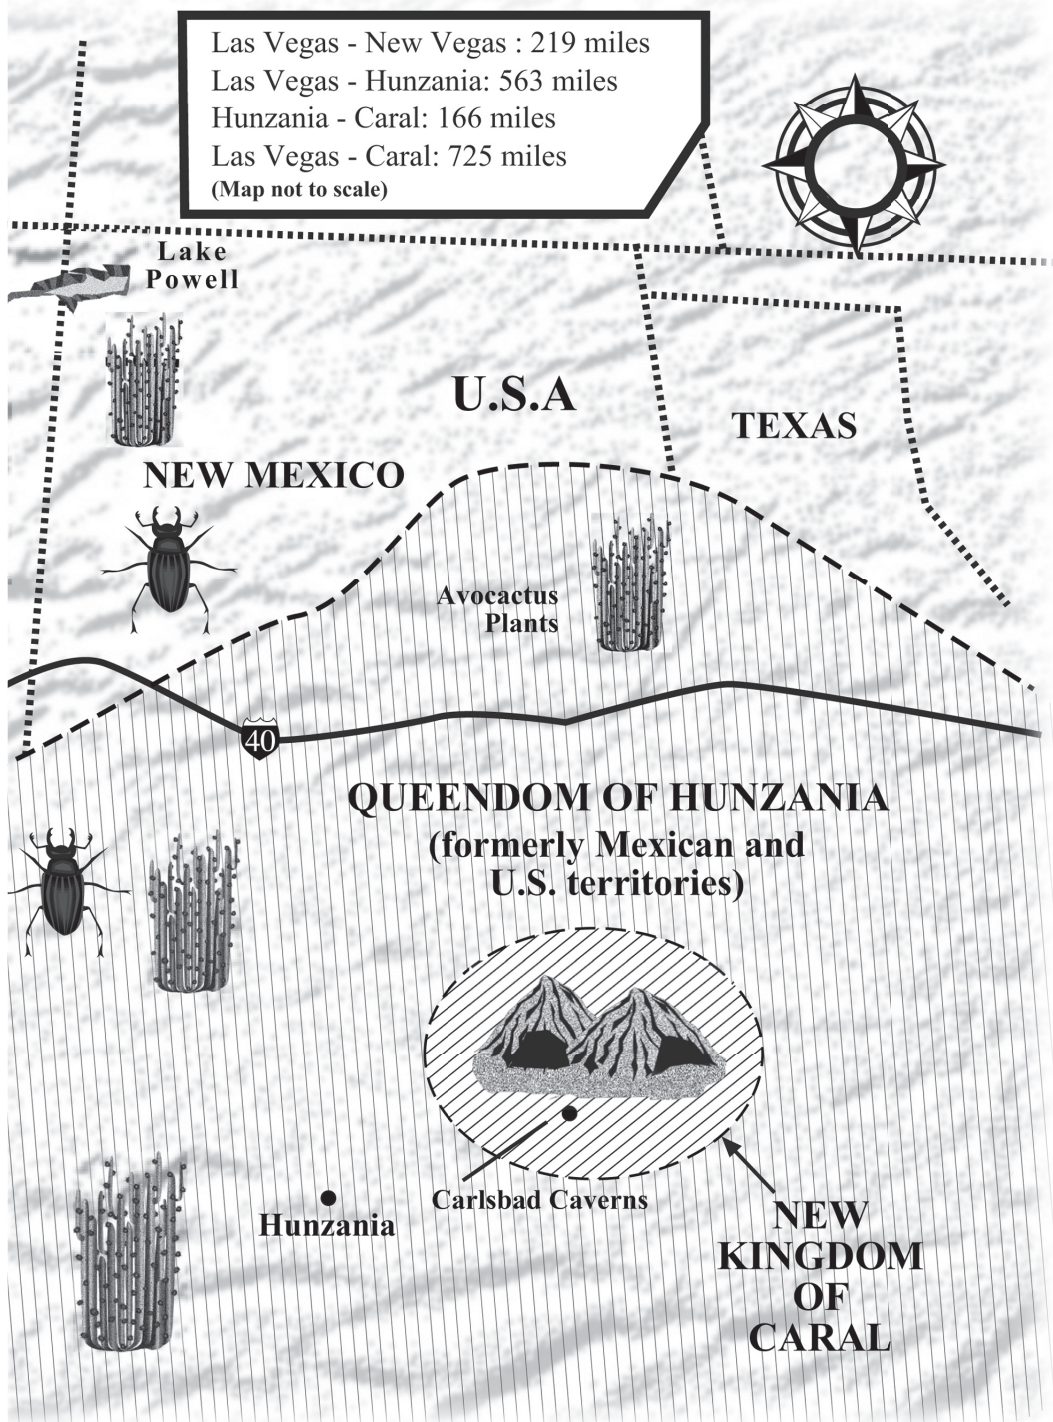 Las Vegas - New Vegas : 219 miles
Las Vegas - Hunzania: 563 miles
Hunzania - Caral: 166 miles
Las Vegas - Caral: 725 miles
(Map not to scale)
Lake
Powell
U.S.A
TEXAS
NEW MEXICO
Avocactus
Plants
40
QUEENDOM OF HUNZANIA
(formerly Mexican and
U.S. territories)
Carlsbad Caverns
Hunzania
NEW
KINGDOM
OF
CARAL